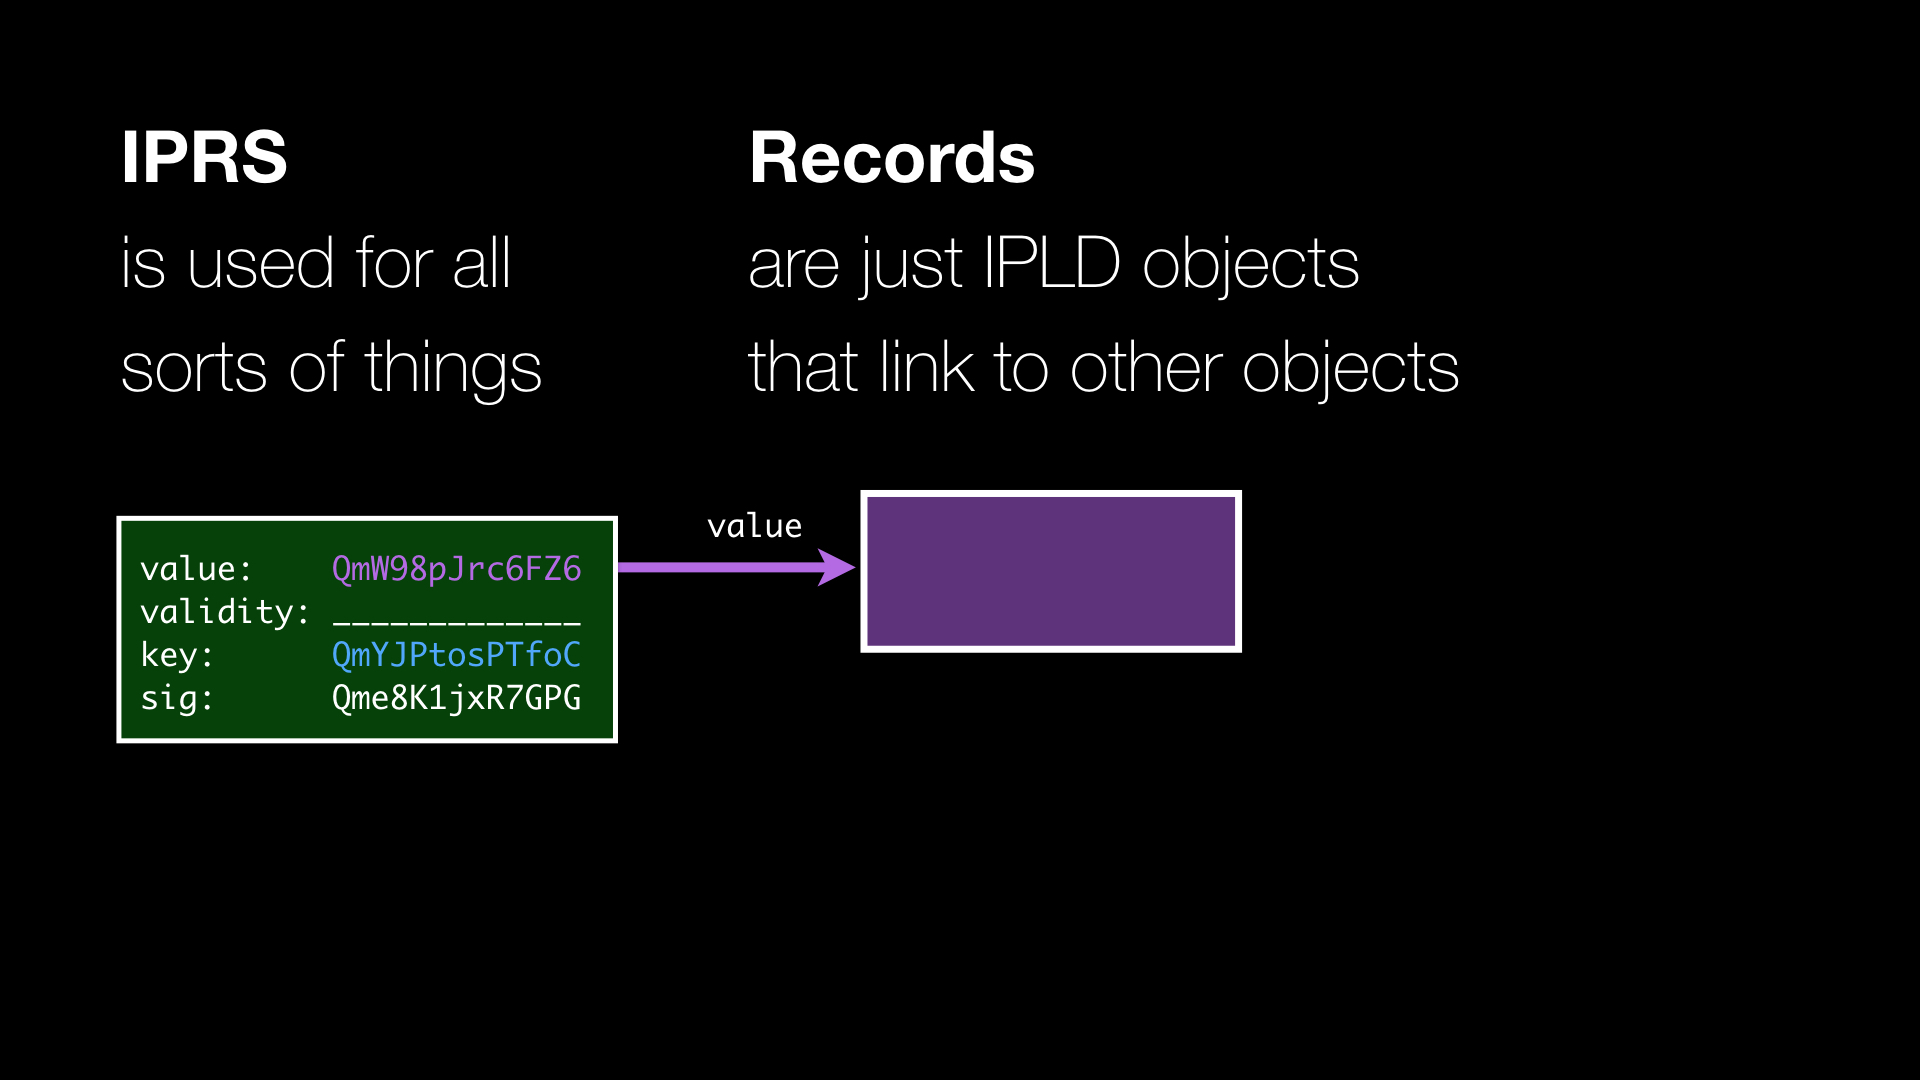 IPRS
is used for all
sorts of things
Records
are just IPLD objects
that link to other objects
value: QmW98pJrc6FZ6
validity: _____________
key: QmYJPtosPTfoC
sig: Qme8K1jxR7GPG
value